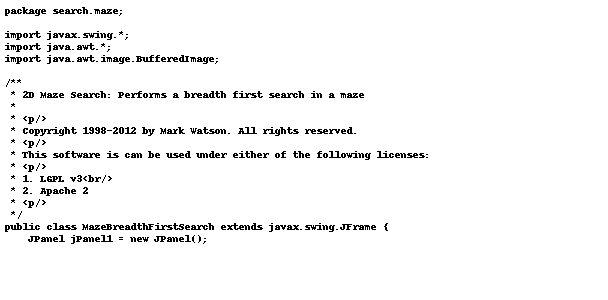 package search.maze;

import javax.swing.*;
import java.awt.*;
import java.awt.image.BufferedImage;

/**
 * 2D Maze Search: Performs a breadth first search in a maze
 *
 * <p/>
 * Copyright 1998-2012 by Mark Watson. All rights reserved.
 * <p/>
 * This software is can be used under either of the following licenses:
 * <p/>
 * 1. LGPL v3<br/>
 * 2. Apache 2
 * <p/>
 */
public class MazeBreadthFirstSearch extends javax.swing.JFrame {
    JPanel jPanel1 = new JPanel();